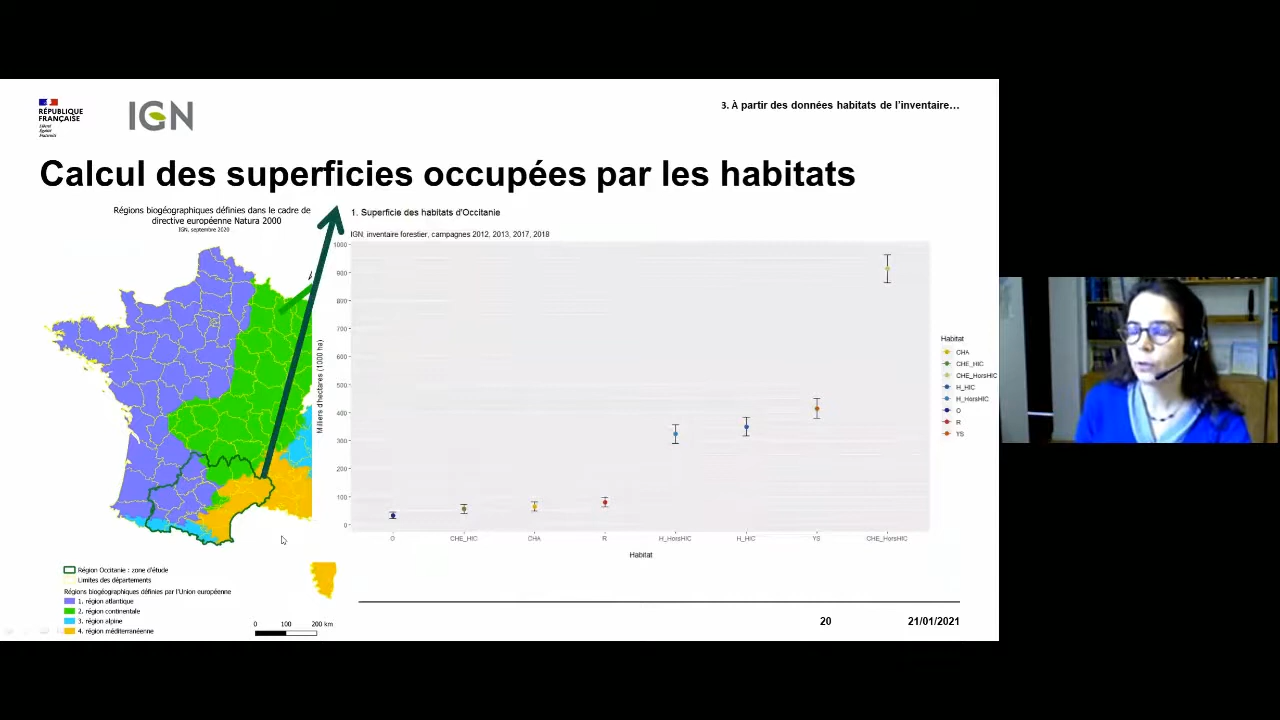 RÉPUBLIQUE
FRANÇAISE
Liberté
Égalité
Fraternité
IGN
3. À partir des données habitats de l'inventaire…
Calcul des superficies occupées par les habitats
Régions biogéographiques définies dans le cadre de
directive européenne Natura 2000
IGN, septembre 2020
1. Superficie des habitats d'Occitanie
IGN: inventaire forestier, campagnes 2012, 2013, 2017, 2018
1000
900
800
700
600
500
400
300
200
100
0
Milliers d'hectares (1000 ha)
O
CHE_HIC
CHA
R
H_HorsHIC
H_HIC
YS
CHE_HorsHIC
Habitat
Habitat
CHA
CHE_HIC
CHE_HorsHIC
H_HIC
H_HorsHIC
O
R
YS
Région Occitanie : zone d'étude
Limites des départements
Régions biogéographiques définies par l'Union européenne
1. région atlantique
2. région continentale
3. région alpine
4. région méditerranéenne
0 100 200 km
20
21/01/2021